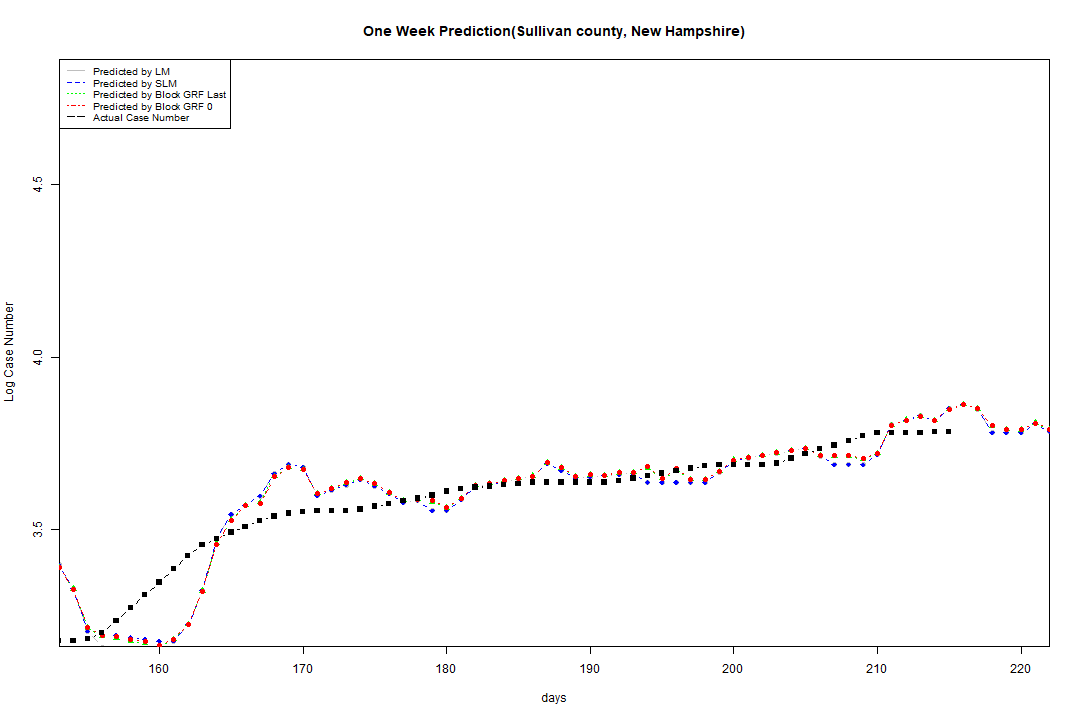 One Week Prediction(Sullivan county, New Hampshire)
Predicted by LM
Predicted by SLM
Predicted by Block GRF Last
Predicted by Block GRF 0
Actual Case Number
Log Case Number
4.5
4.0
3.5
160 170 180 190 200 210 220
days